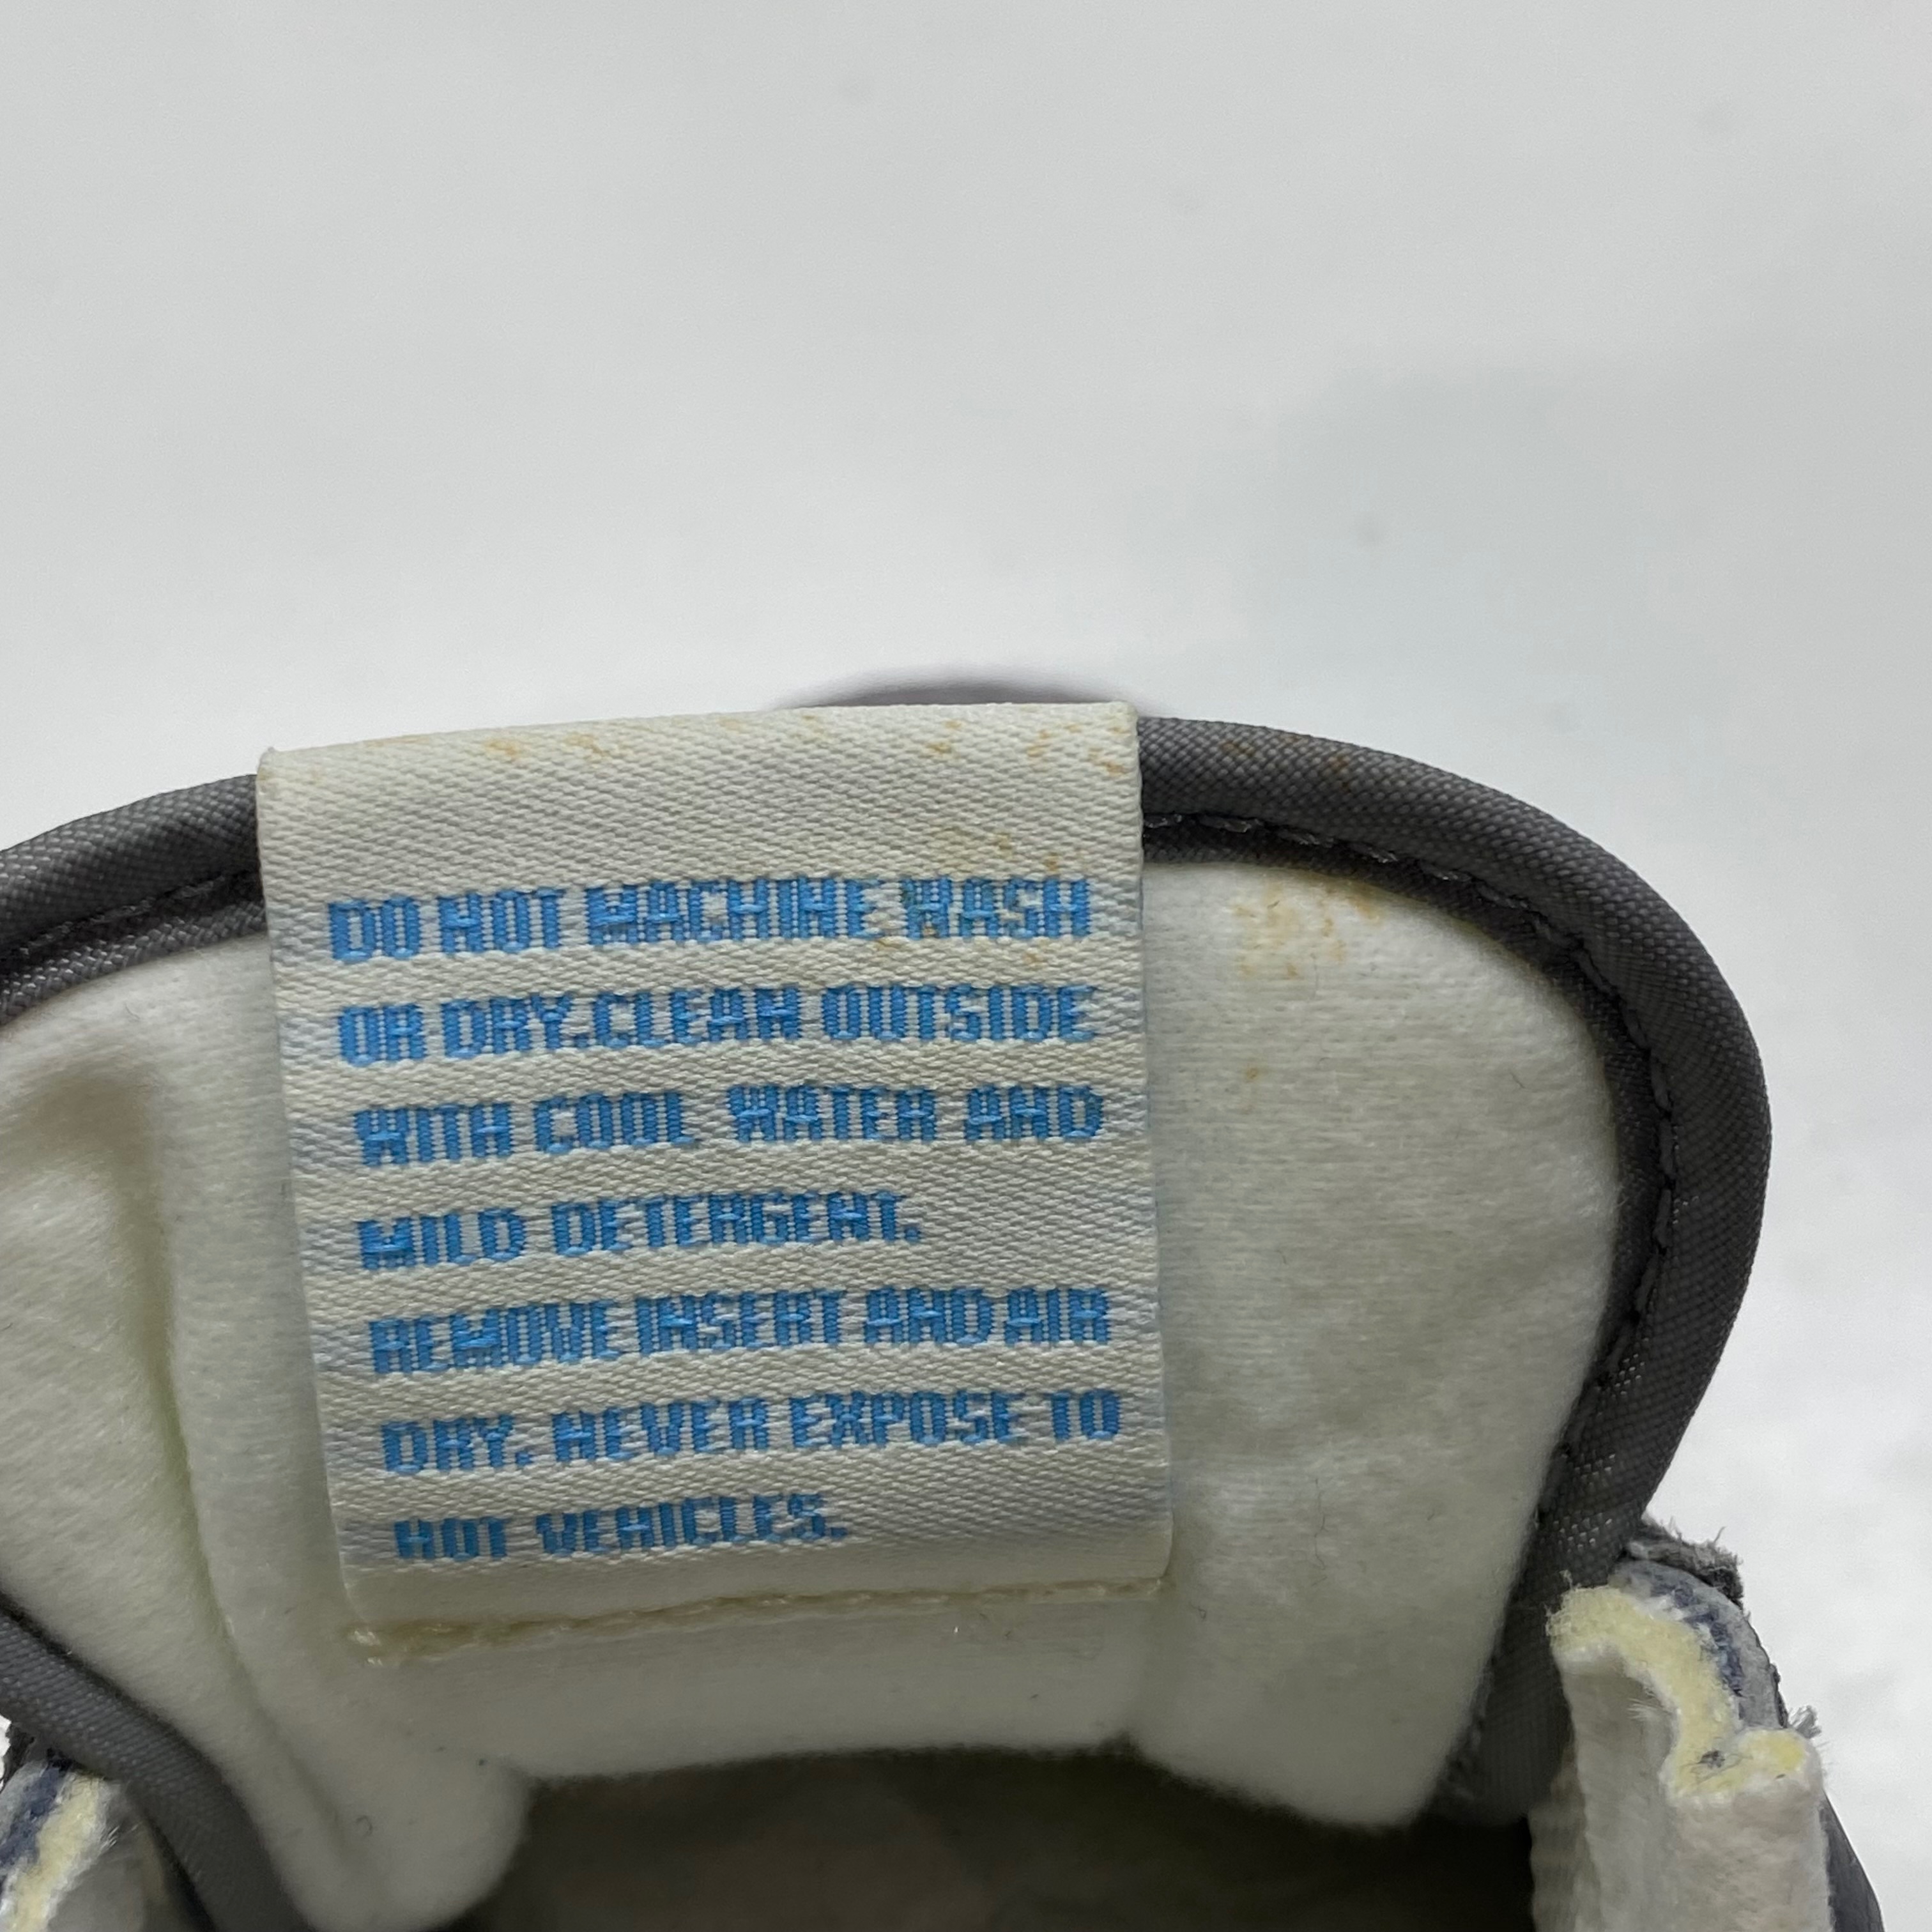 DO NOT MACHINE WASH
OR DRY.CLEAN OUTSIDE
WITH COOL WATER AND
MILD DETERGENT.
REMOVE INSERT AND AIR
DRY. NEVER EXPOSE TO
HOT VEHICLES.